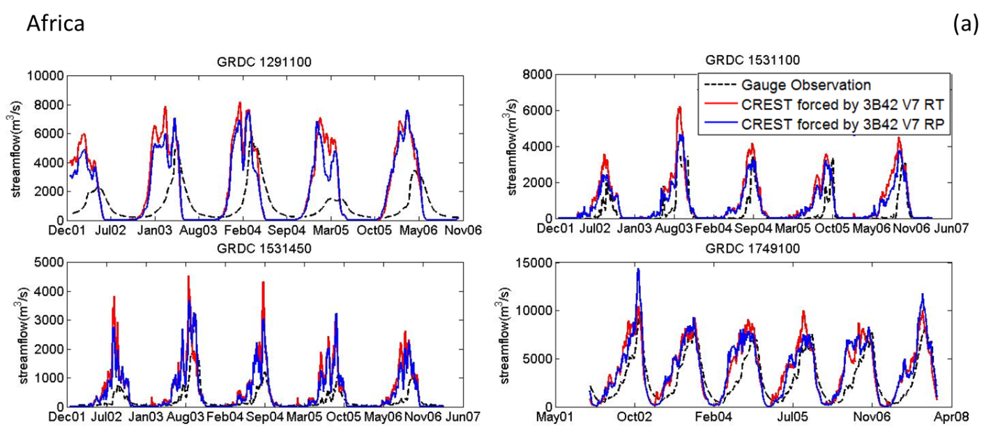 Africa
(a)
GRDC 1291100
streamflow(m³/s)
10000
8000
6000
4000
2000
0
Dec01 Jul02 Jan03 Aug03 Feb04 Sep04 Mar05 Oct05 May06 Nov06
GRDC 1531100
streamflow(m³/s)
8000
6000
4000
2000
0
Gauge Observation
CREST forced by 3B42 V7 RT
CREST forced by 3B42 V7 RP
Dec01 Jul02 Jan03 Aug03 Feb04 Sep04 Mar05 Oct05 May06 Nov06 Jun07
GRDC 1531450
streamflow(m³/s)
5000
4000
3000
2000
1000
0
Dec01 Jul02 Jan03 Aug03 Feb04 Sep04 Mar05 Oct05 May06 Nov06 Jun07
GRDC 1749100
streamflow(m³/s)
15000
10000
5000
0
May01 Oct02 Feb04 Jul05 Nov06 Apr08